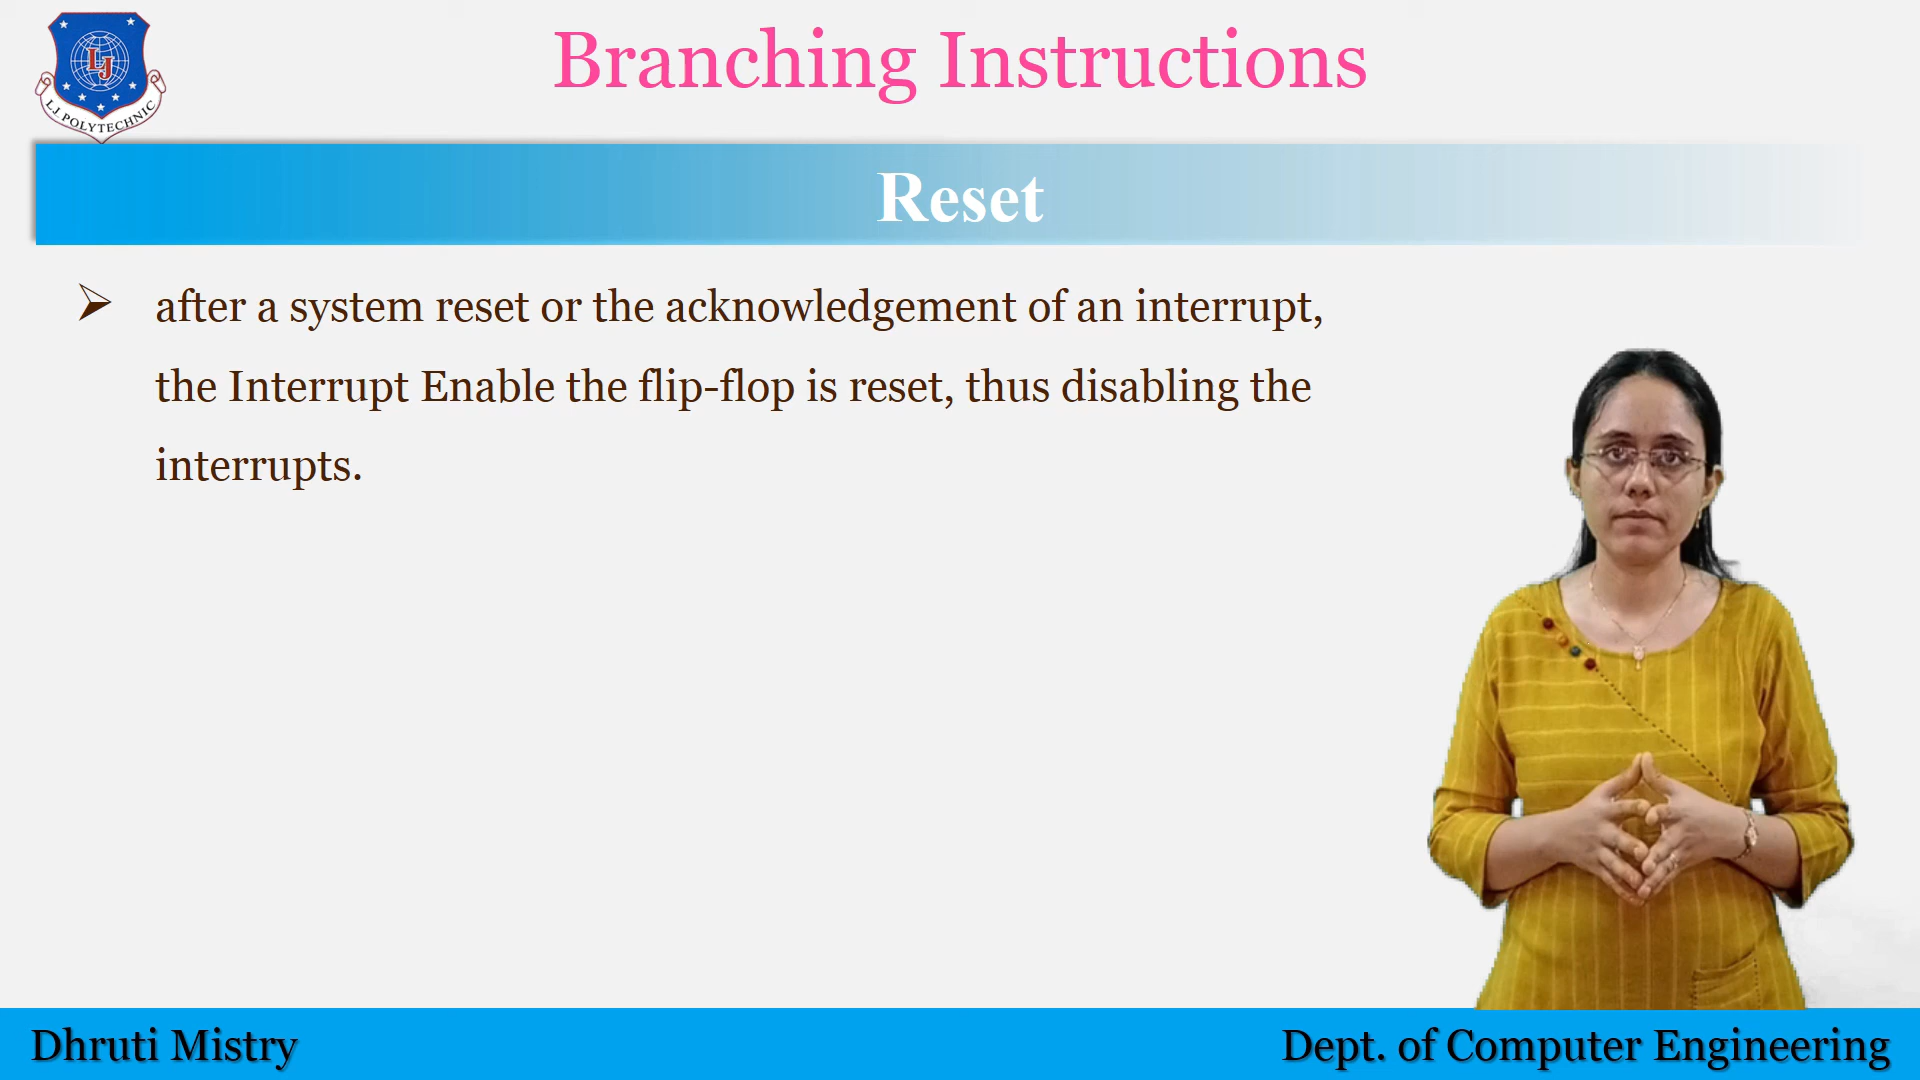 LJ
L.J. POLYTECHNIC
Branching Instructions
Reset
after a system reset or the acknowledgement of an interrupt,
the Interrupt Enable the flip-flop is reset, thus disabling the
interrupts.
Dhruti Mistry
Dept. of Computer Engineering